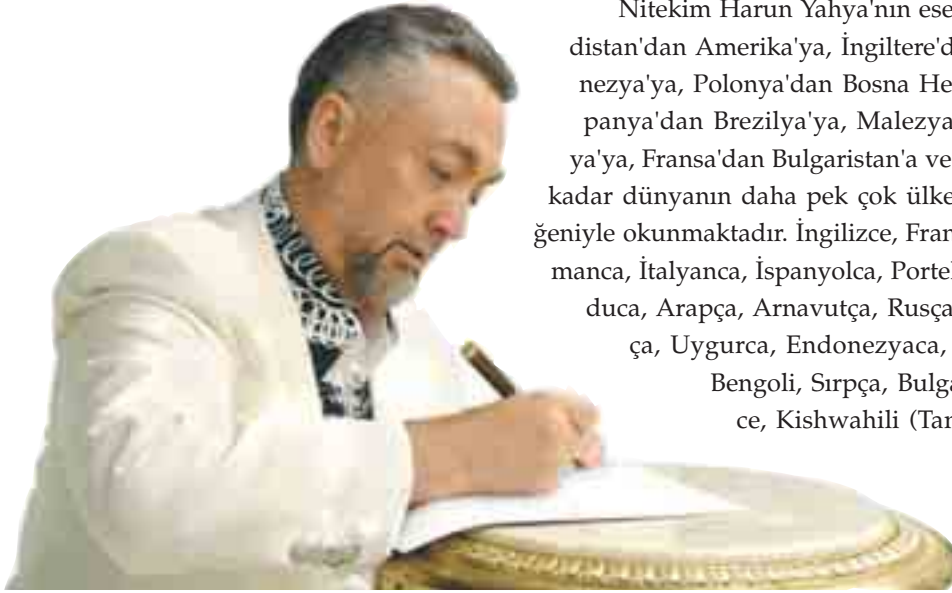 Nitekim Harun Yahya'nın ese
distan'dan Amerika'ya, İngiltere'd
nezya'ya, Polonya'dan Bosna He
panya'dan Brezilya'ya, Malezya
ya'ya, Fransa'dan Bulgaristan'a ve
kadar dünyanın daha pek çok ülke
ğeniyle okunmaktadır. İngilizce, Fran
manca, İtalyanca, İspanyolca, Porte
duca, Arapça, Arnavutça, Rusça
ça, Uygurca, Endonezyaca,
Bengoli, Sırpça, Bulga
ce, Kishwahili (Tan